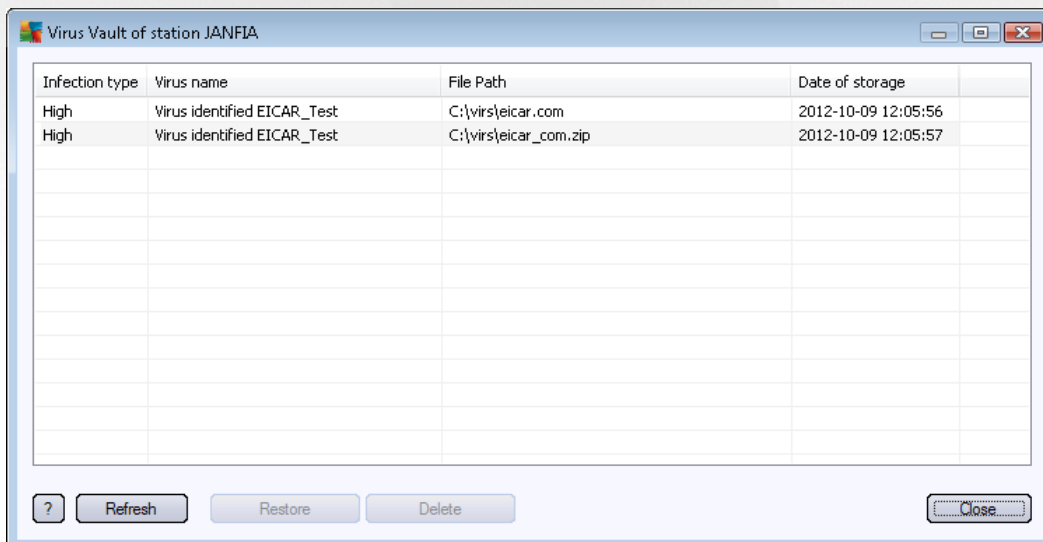 Virus Vault of station JANFIA
Infection type Virus name File Path Date of storage
High Virus identified EICAR_Test C:\virs\eicar.com 2012-10-09 12:05:56
High Virus identified EICAR_Test C:\virs\eicar_com.zip 2012-10-09 12:05:57
? Refresh Restore Delete Close